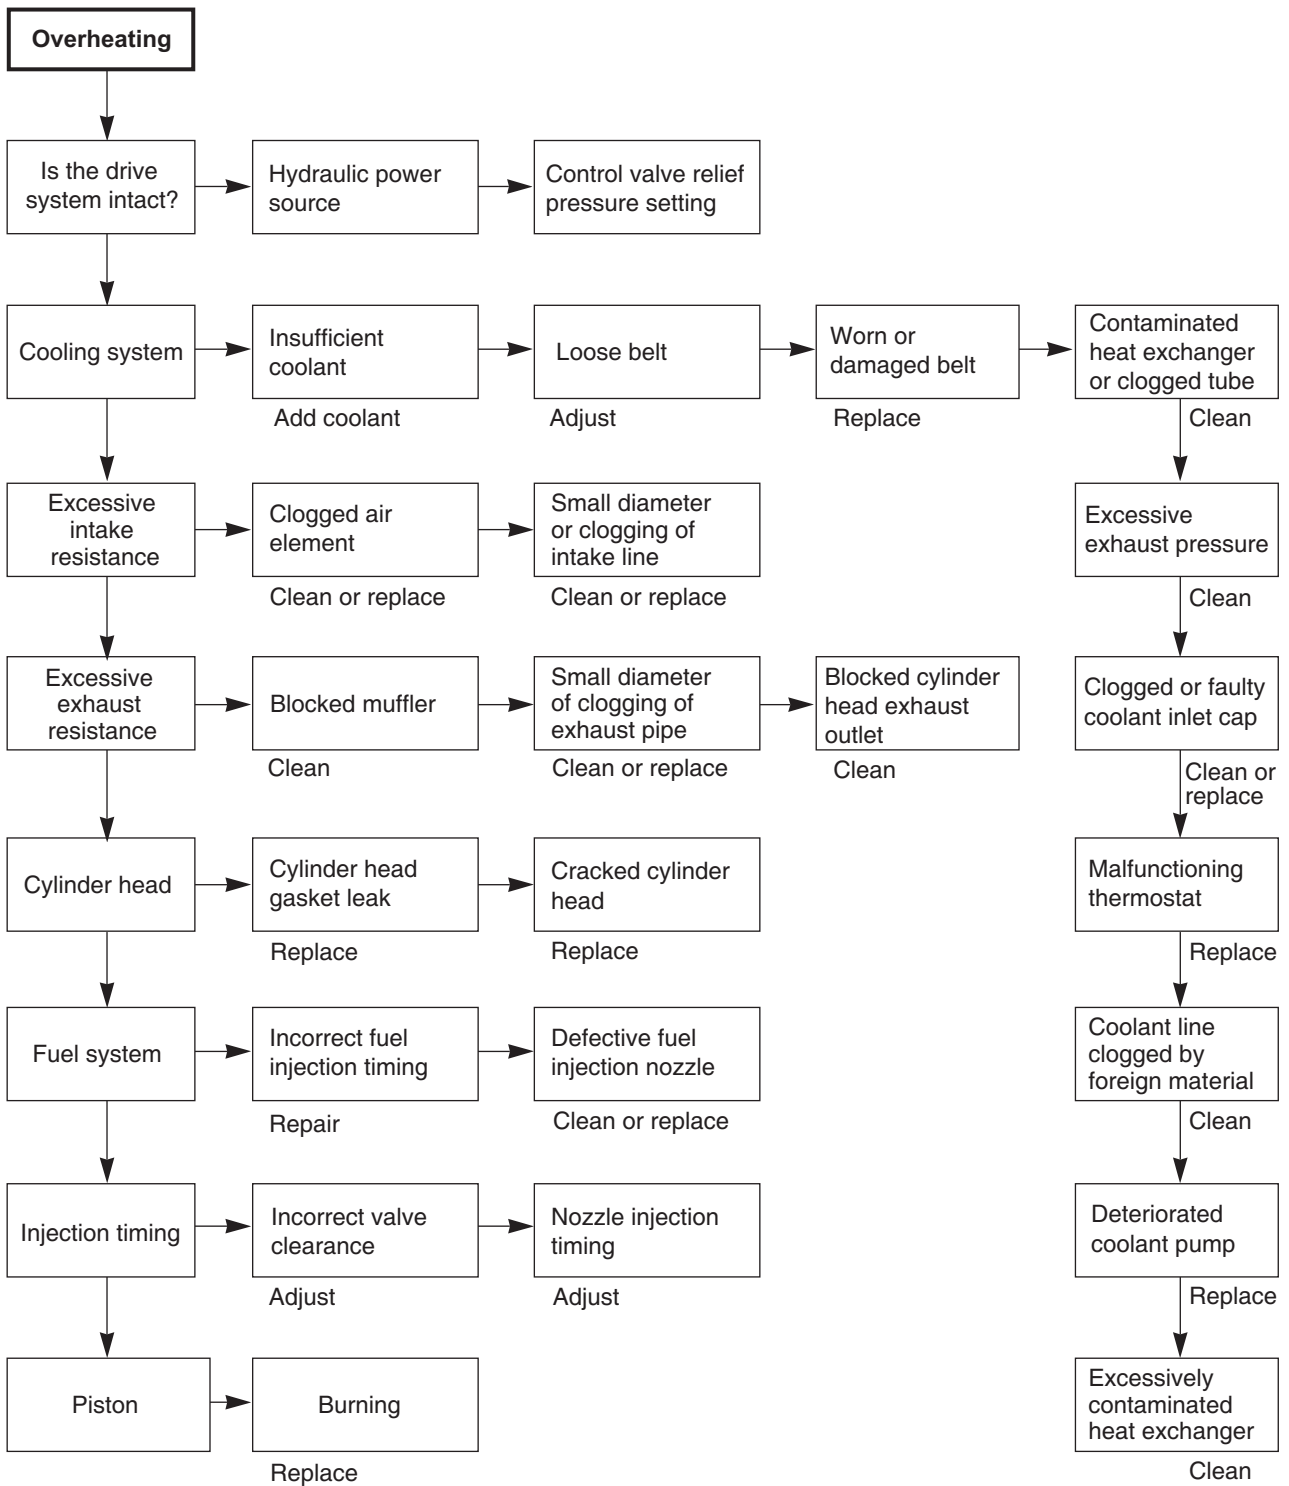 Overheating
Is the drive
system intact?
Hydraulic power
source
Control valve relief
pressure setting
Cooling system
Insufficient
coolant
Add coolant
Loose belt
Adjust
Worn or
damaged belt
Replace
Contaminated
heat exchanger
or clogged tube
Clean
Excessive
intake
resistance
Clogged air
element
Clean or replace
Small diameter
or clogging of
intake line
Clean or replace
Excessive
exhaust pressure
Clean
Excessive
exhaust
resistance
Blocked muffler
Clean
Small diameter
of clogging of
exhaust pipe
Clean or replace
Blocked cylinder
head exhaust
outlet
Clean
Clogged or faulty
coolant inlet cap
Clean or
replace
Cylinder head
Cylinder head
gasket leak
Replace
Cracked cylinder
head
Replace
Malfunctioning
thermostat
Replace
Fuel system
Incorrect fuel
injection timing
Repair
Defective fuel
injection nozzle
Clean or replace
Coolant line
clogged by
foreign material
Clean
Injection timing
Incorrect valve
clearance
Adjust
Nozzle injection
timing
Adjust
Deteriorated
coolant pump
Replace
Piston
Burning
Replace
Excessively
contaminated
heat exchanger
Clean